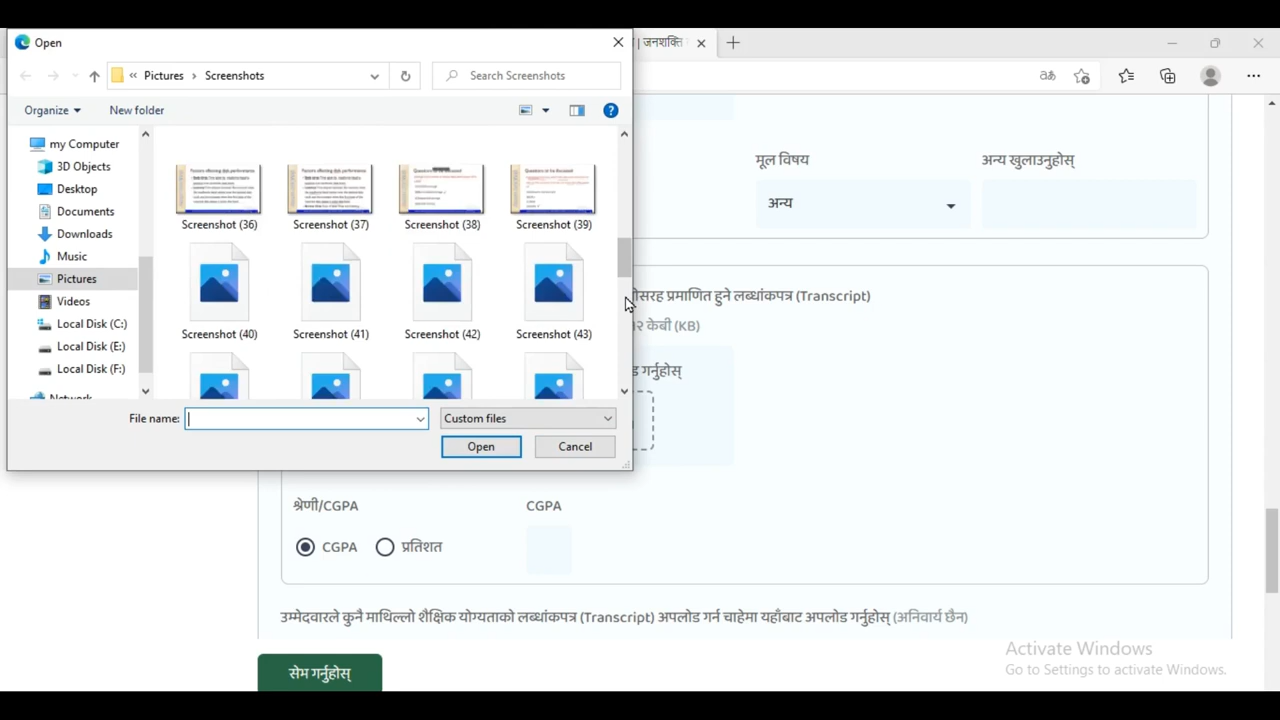 Open
| जनशक्ति
Pictures > Screenshots
Search Screenshots
Organize
New folder
my Computer
3D Objects
Desktop
Documents
Downloads
Music
Pictures
Videos
Local Disk (C:)
Local Disk (E:)
Local Disk (F:)
Network
Screenshot (36)
Screenshot (37)
Screenshot (38)
Screenshot (39)
Screenshot (40)
Screenshot (41)
Screenshot (42)
Screenshot (43)
File name:
Custom files
Open
Cancel
मूल विषय
अन्य खुलाउनुहोस्
अन्य
प्रमाणित हुने लब्धांकपत्र (Transcript)
केबी (KB)
गर्नुहोस्
श्रेणी/CGPA
CGPA
CGPA
प्रतिशत
उम्मेदवारले कुनै माथिल्लो शैक्षिक योग्यताको लब्धांकपत्र (Transcript) अपलोड गर्न चाहेमा यहाँबाट अपलोड गर्नुहोस् (अनिवार्य छैन)
सेभ गर्नुहोस्
Activate Windows
Go to Settings to activate Windows.